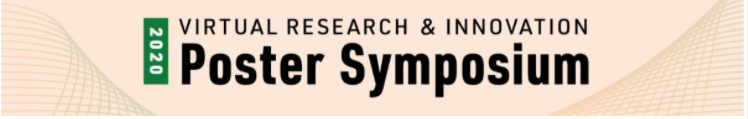 2020
VIRTUAL RESEARCH & INNOVATION
Poster Symposium